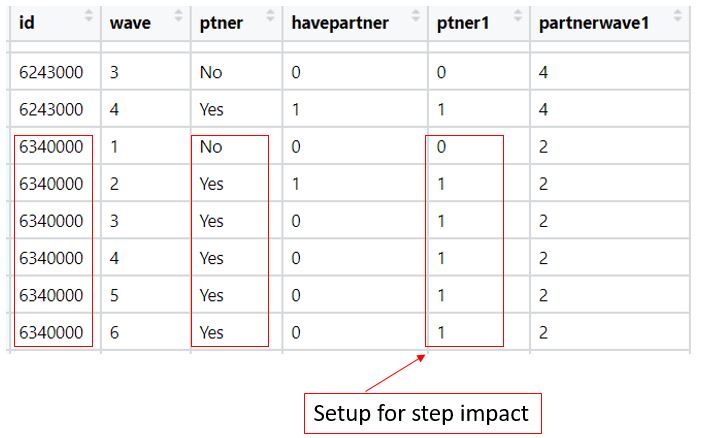 id wave ptner havepartner ptner1 partnerwave1
6243000 3 No 0 0 4
6243000 4 Yes 1 1 4
6340000 1 No 0 0 2
6340000 2 Yes 1 1 2
6340000 3 Yes 0 1 2
6340000 4 Yes 0 1 2
6340000 5 Yes 0 1 2
6340000 6 Yes 0 1 2
Setup for step impact